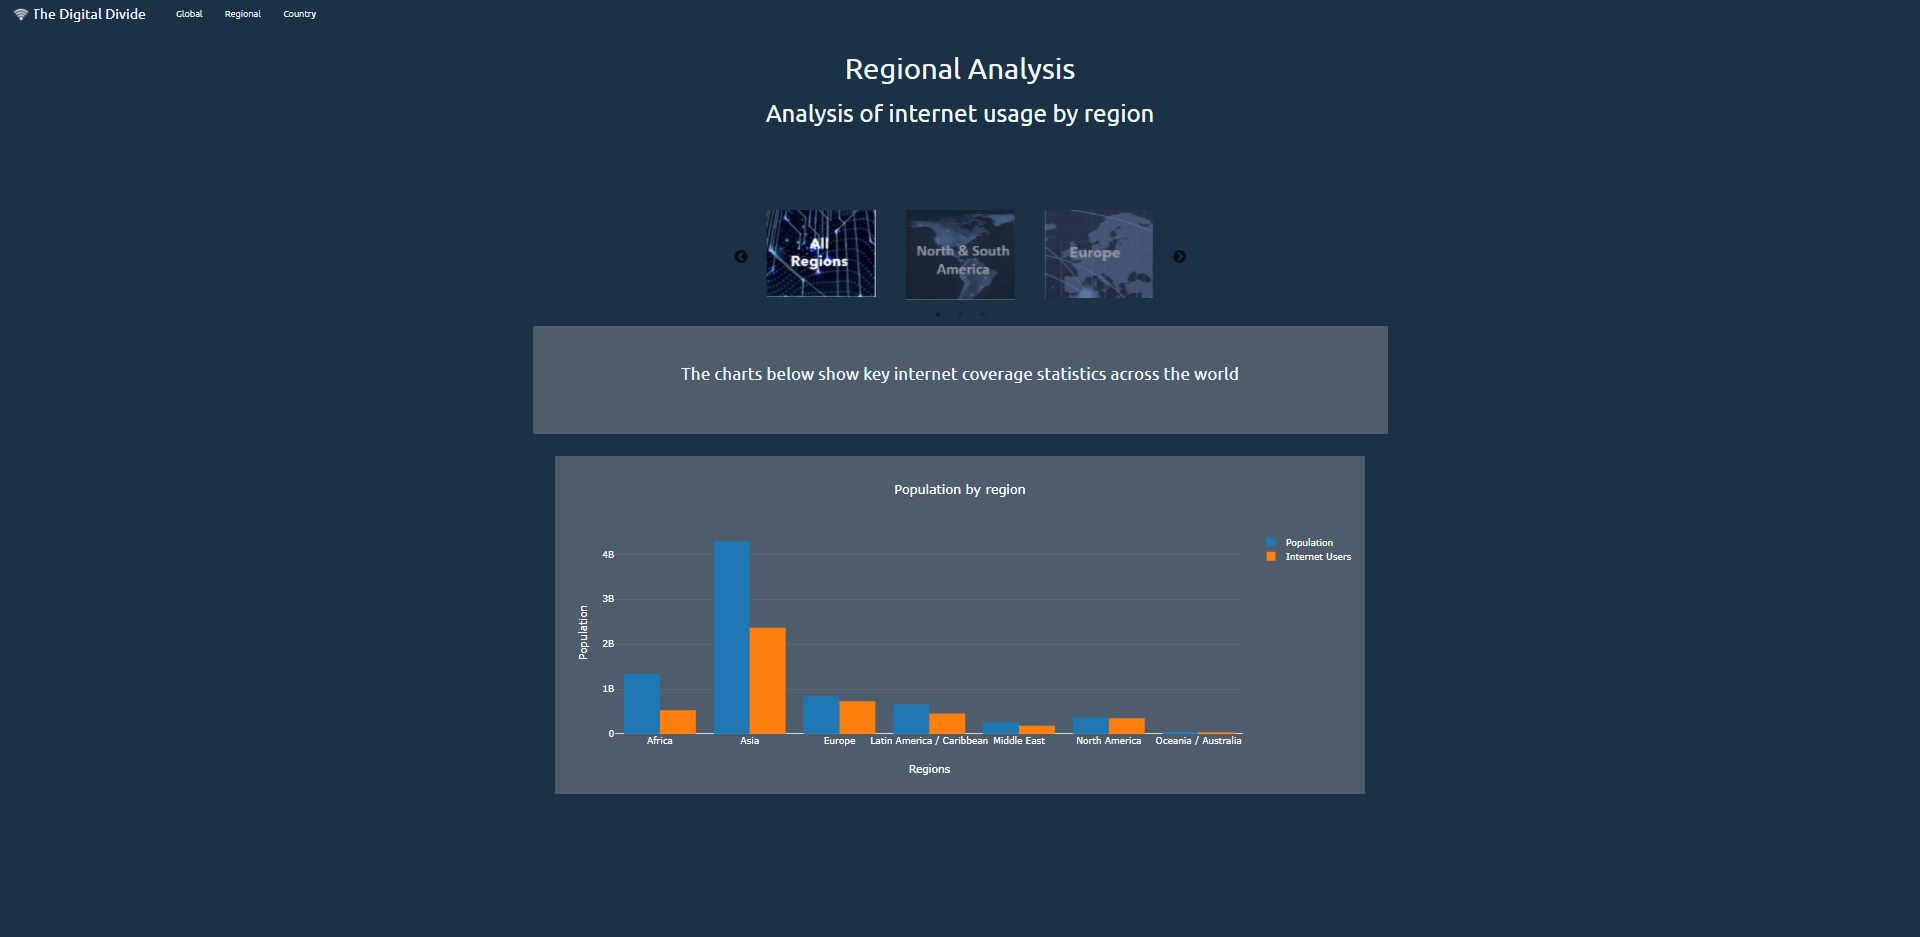 The Digital Divide
Global
Regional
Country
Regional Analysis
Analysis of internet usage by region
All
Regions
North & South
America
Europe
The charts below show key internet coverage statistics across the world
Population by region
Population
Internet Users
4B
3B
2B
1B
0
Population
Africa
Asia
Europe
Latin America / Caribbean
Middle East
North America
Oceania / Australia
Regions